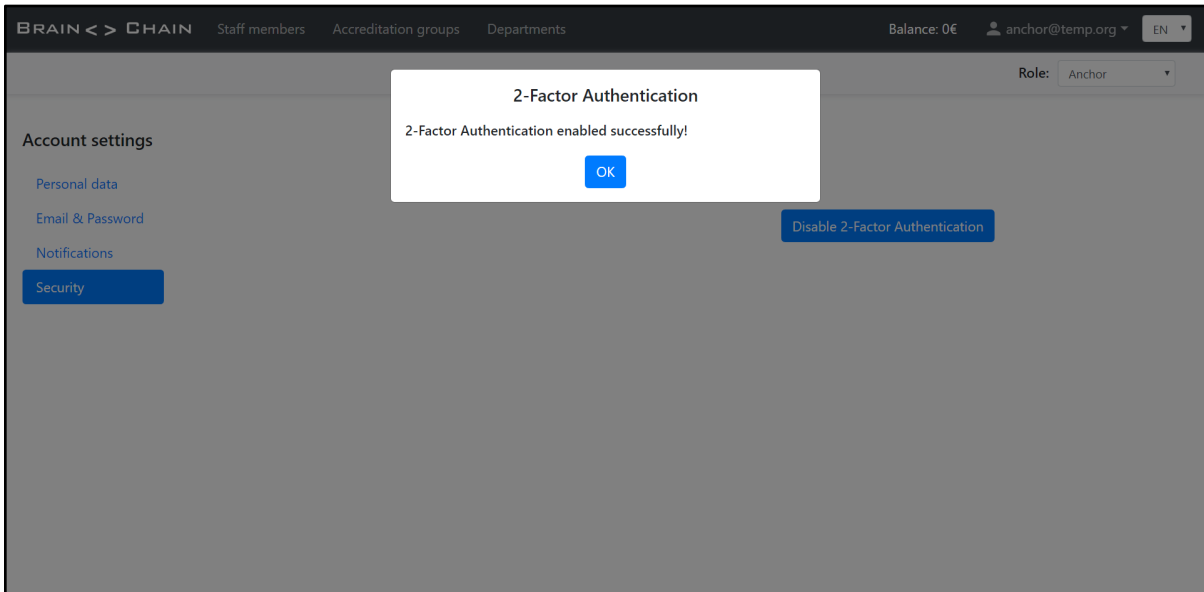 BRAIN < > CHAIN Staff members Accreditation groups Departments Balance: 0€ anchor@temp.org EN
Role: Anchor
2-Factor Authentication
2-Factor Authentication enabled successfully!
OK
Account settings
Personal data
Email & Password
Notifications
Security
Disable 2-Factor Authentication